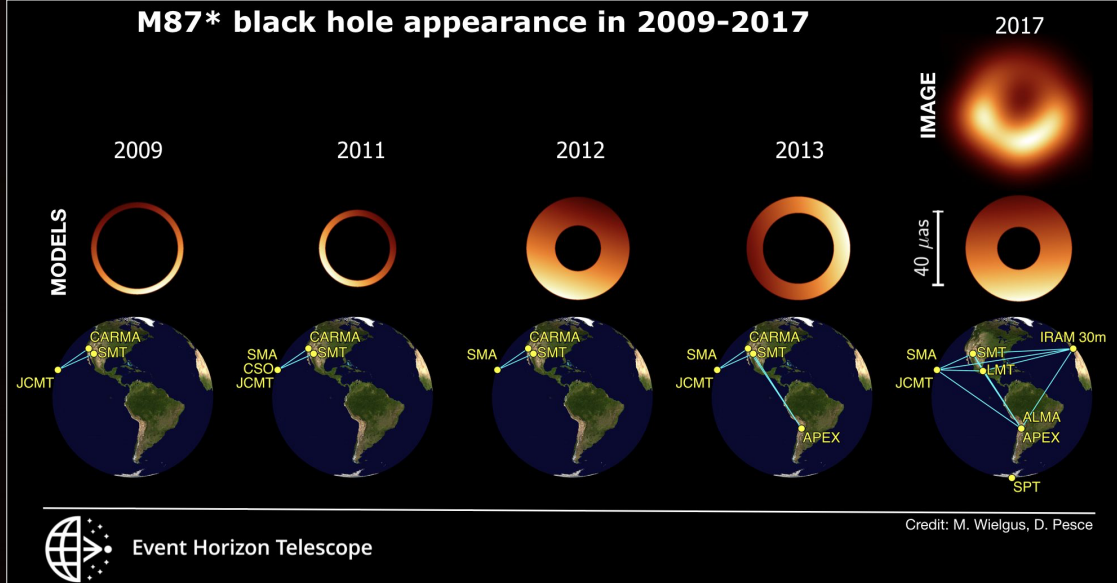 M87* black hole appearance in 2009-2017
2017
IMAGE
2009
2011
2012
2013
MODELS
40 μas
CARMA
SMT
JCMT
CARMA
SMA
SMT
CSO
JCMT
CARMA
SMA
SMT
CARMA
SMA
SMT
JCMT
APEX
IRAM 30m
SMA
SMT
JCMT
LMT
ALMA
APEX
SPT
Credit: M. Wielgus, D. Pesce
Event Horizon Telescope